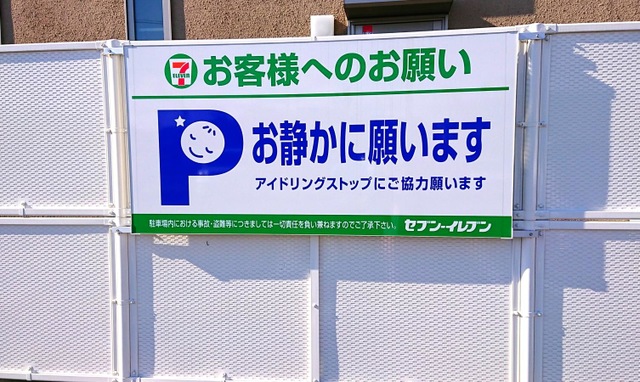 7
ELEVEN
お客様へのお願い
P
お静かに願います
アイドリングストップにご協力願います
駐車場内における事故・盗難等につきましては一切責任を負い兼ねますのでご了承下さい。 セブン-イレブン